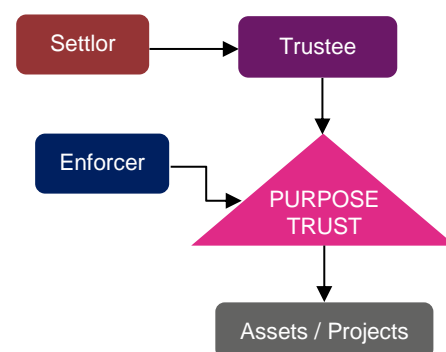 Settlor
Trustee
Enforcer
PURPOSE
TRUST
Assets / Projects